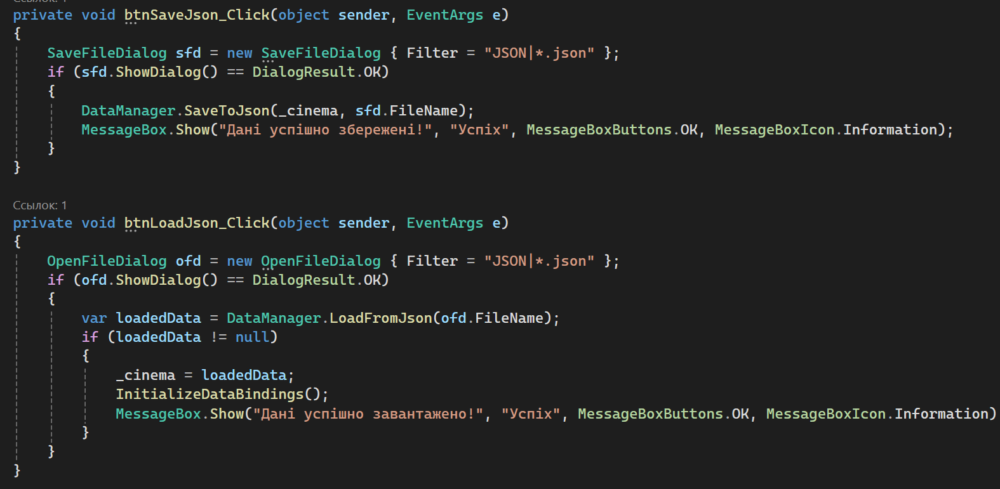 Ссылок: 1
private void btnSaveJson_Click(object sender, EventArgs e)
{
SaveFileDialog sfd = new SaveFileDialog { Filter = "JSON|*.json" };
if (sfd.ShowDialog() == DialogResult.OK)
{
DataManager.SaveToJson(_cinema, sfd.FileName);
MessageBox.Show("Дані успішно збережені!", "Успіх", MessageBoxButtons.OK, MessageBoxIcon.Information);
}
}
Ссылок: 1
private void btnLoadJson_Click(object sender, EventArgs e)
{
OpenFileDialog ofd = new OpenFileDialog { Filter = "JSON|*.json" };
if (ofd.ShowDialog() == DialogResult.OK)
{
var loadedData = DataManager.LoadFromJson(ofd.FileName);
if (loadedData != null)
{
_cinema = loadedData;
InitializeDataBindings();
MessageBox.Show("Дані успішно завантажено!", "Успіх", MessageBoxButtons.OK, MessageBoxIcon.Information)
}
}
}